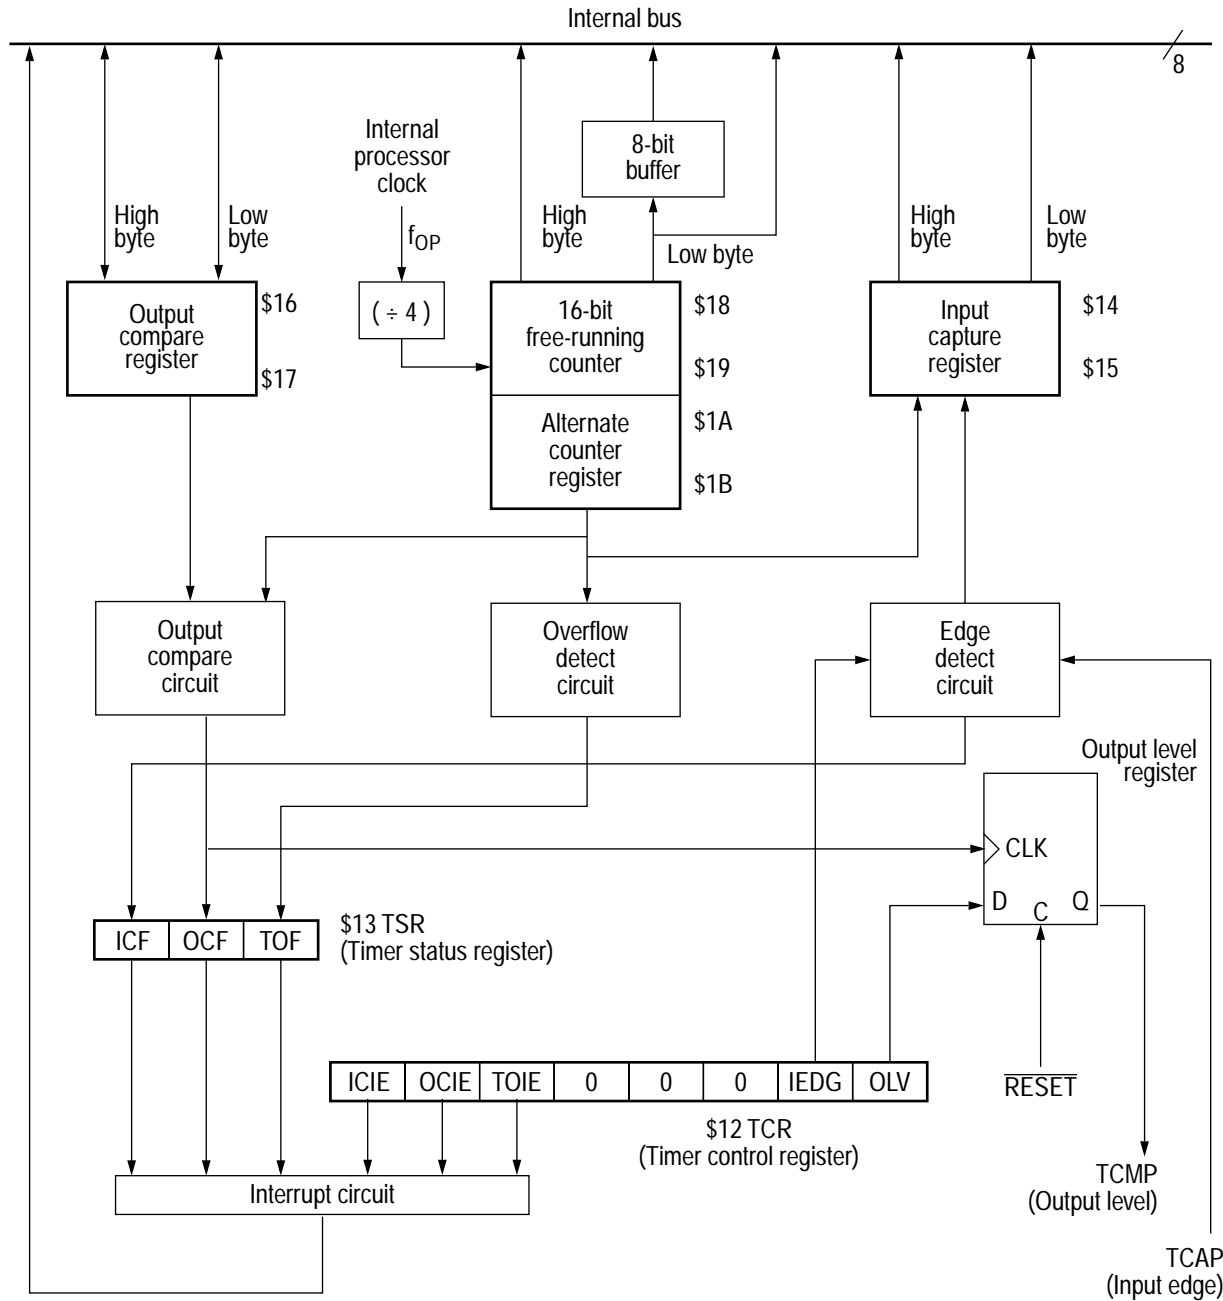 Internal bus
8
Internal
processor
clock
8-bit
buffer
High
byte
Low
byte
fOP
High
byte
Low byte
High
byte
Low
byte
Output
compare
register
$16
$17
( ÷ 4 )
16-bit
free-running
counter
$18
$19
Alternate
counter
register
$1A
$1B
Input
capture
register
$14
$15
Output
compare
circuit
Overflow
detect
circuit
Edge
detect
circuit
Output level
register
CLK
D
C
Q
ICF OCF TOF
$13 TSR
(Timer status register)
ICIE OCIE TOIE 0 0 0 IEDG OLV
$12 TCR
(Timer control register)
RESET
Interrupt circuit
TCMP
(Output level)
TCAP
(Input edge)